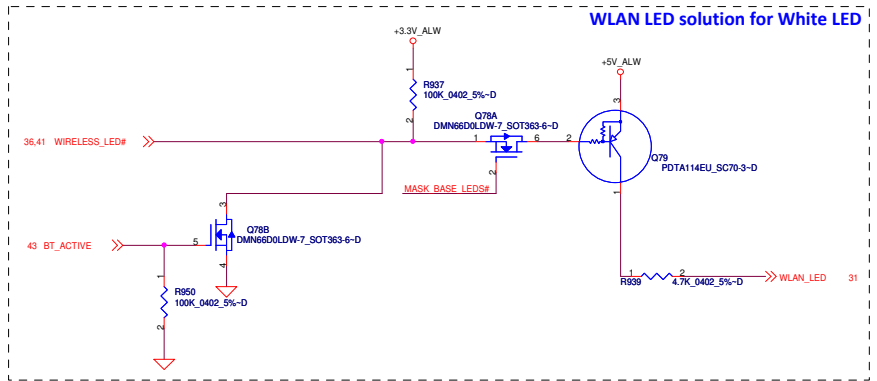 WLAN LED solution for White LED
+3.3V_ALW
+5V_ALW
1
R937
100K_0402_5%~D
2
Q78A
DMN66D0LDW-7_SOT363-6~D
3
36,41 WIRELESS_LED#
1
6
2
Q79
PDTA114EU_SC70-3~D
2
MASK_BASE_LEDS#
1
3
Q78B
DMN66D0LDW-7_SOT363-6~D
43 BT_ACTIVE
5
4
1
R950
100K_0402_5%~D
2
1
2
R939
4.7K_0402_5%~D
WLAN_LED 31